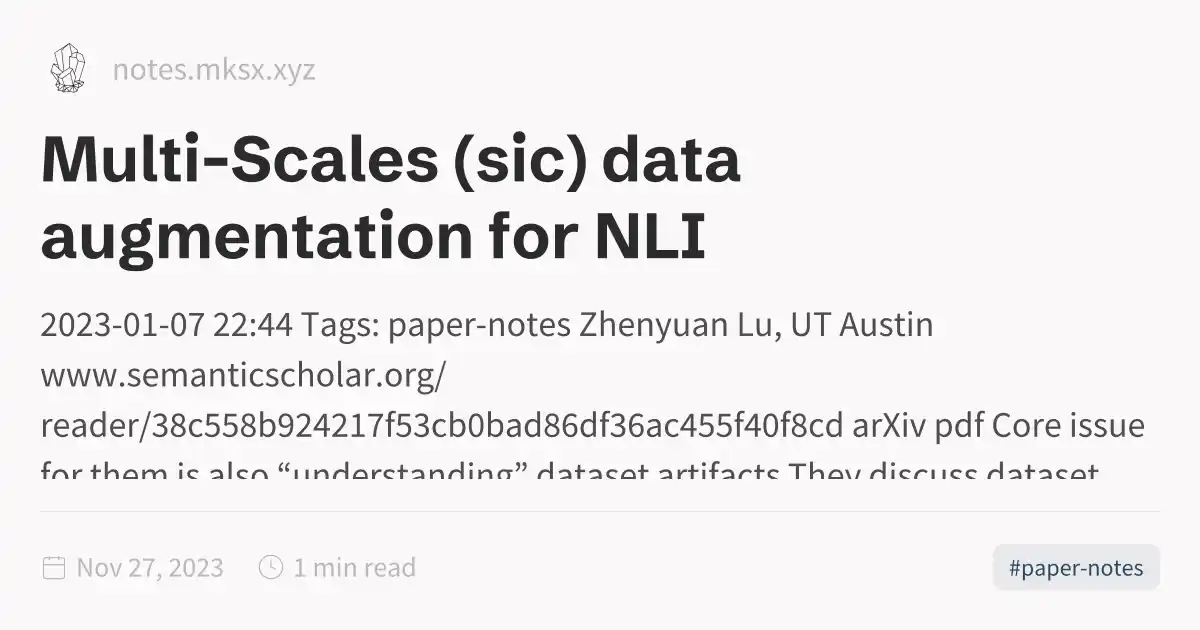 notes.mksx.xyz
Multi-Scales (sic) data
augmentation for NLI
2023-01-07 22:44 Tags: paper-notes Zhenyuan Lu, UT Austin
www.semanticscholar.org/
reader/38c558b924217f53cb0bad86df36ac455f40f8cd arXiv pdf Core issue
for them is also “understanding” dataset artifacts They discuss dataset
Nov 27, 2023
1 min read
#paper-notes